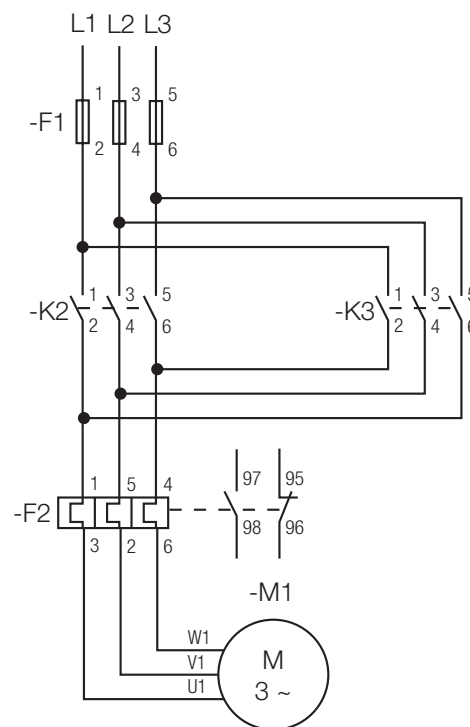 L1 L2 L3
1 3 5
-F1
2 4 6
1 3 5 1 3 5
-K2 -K3
2 4 6 2 4 6
1 5 4 97 95
-F2
3 2 6 98 96
-M1
W1
V1
U1
M
3 ~